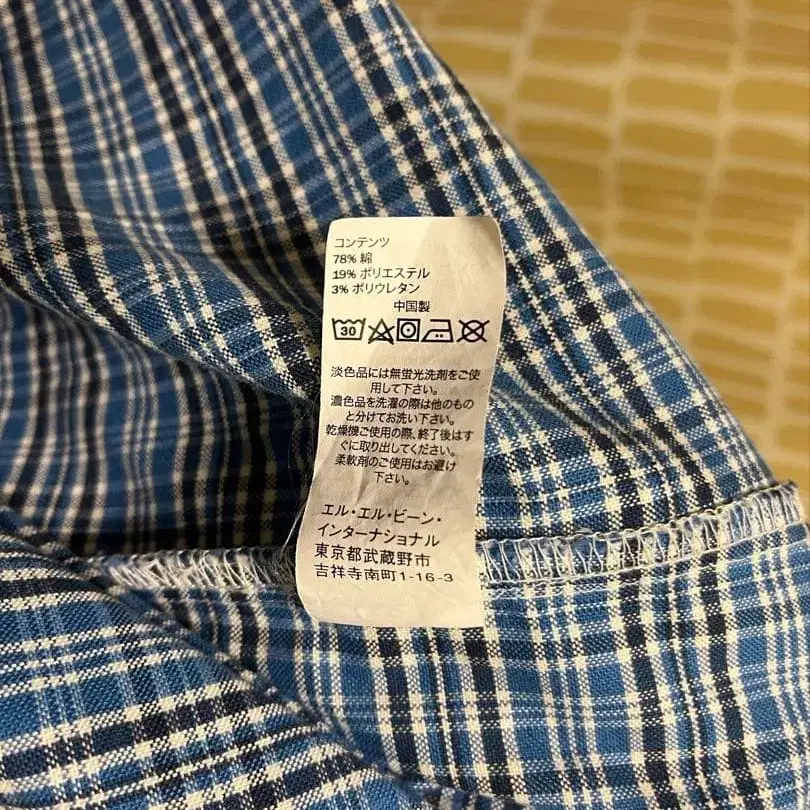 コンテンツ
78% 綿
19% ポリエステル
3% ポリウレタン
中国製
30
淡色品には無蛍光洗剤をご使
用して下さい。
濃色品を洗濯の際は他のもの
と分けてお洗い下さい。
乾燥機ご使用の際、終了後はす
ぐに取り出してください。
柔軟剤のご使用はお避け
下さい。
エル・エル・ビーン・
インターナショナル
東京都武蔵野市
吉祥寺南町1-16-3